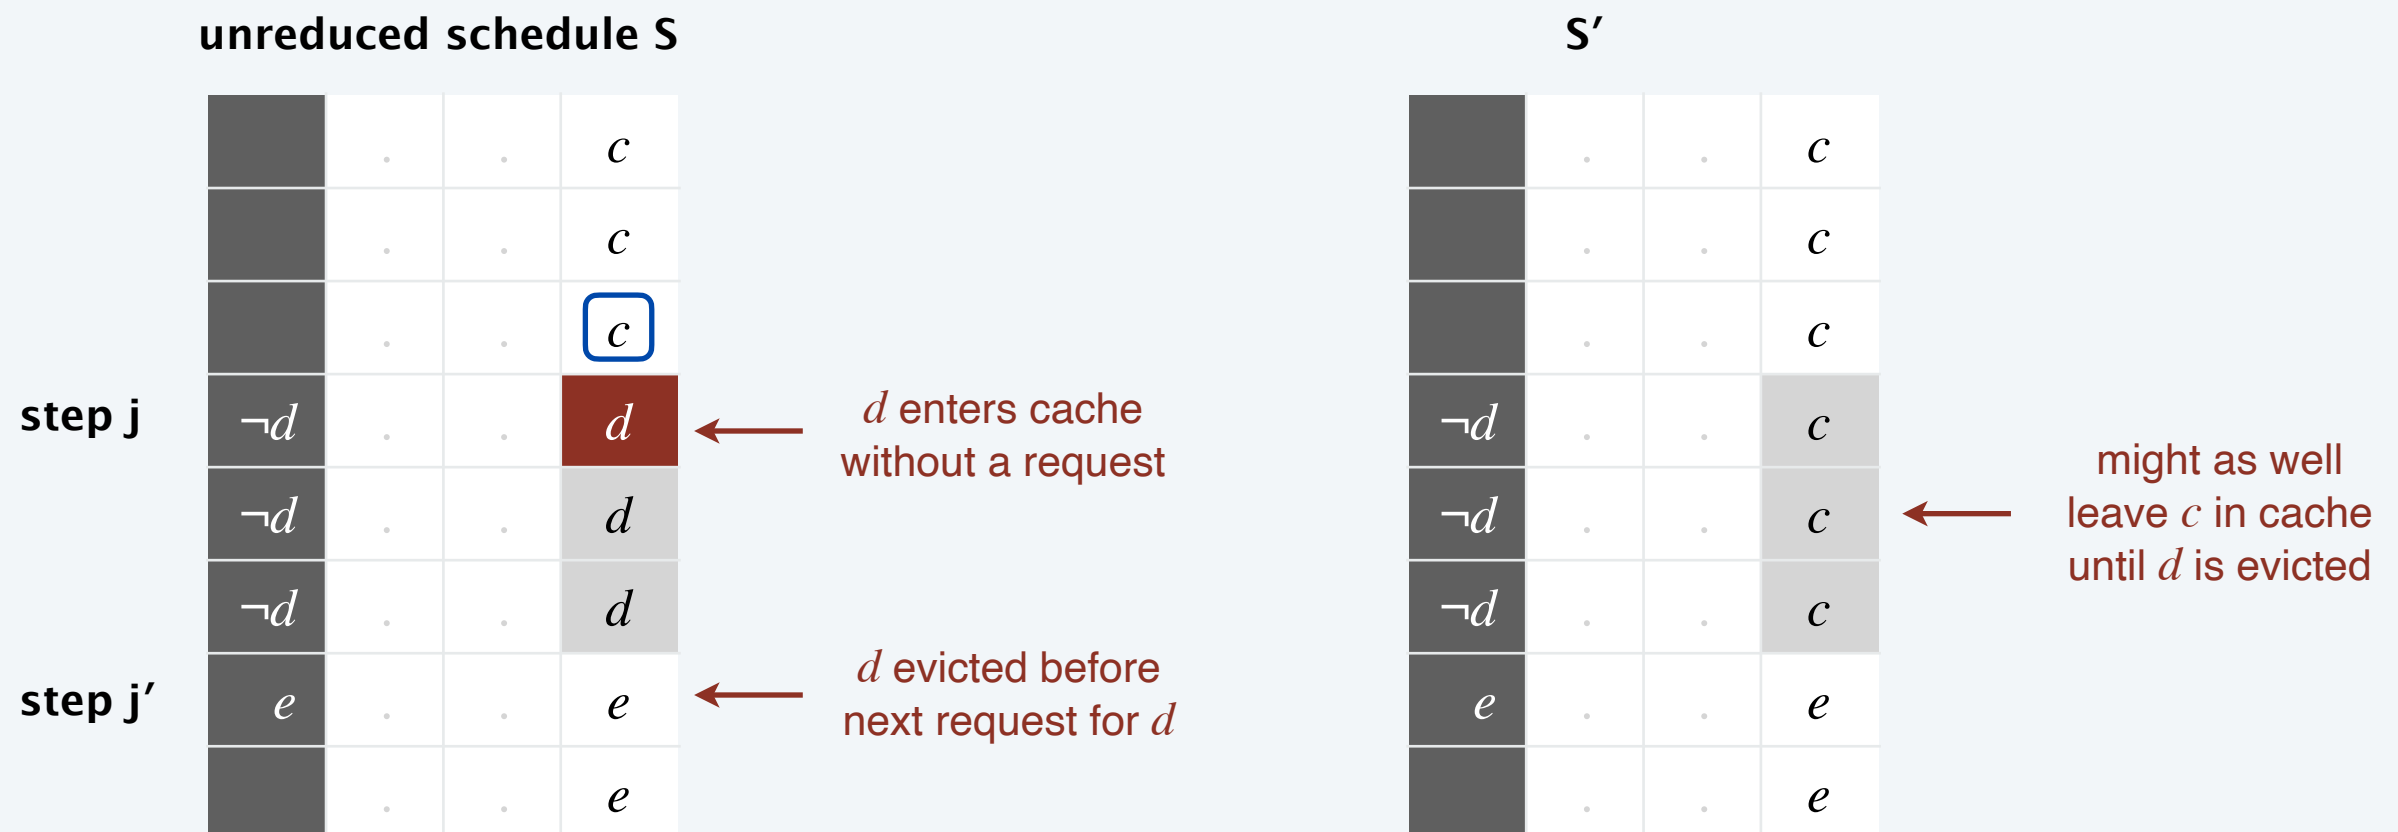 unreduced schedule S
S′
. . c
. . c
. . c
. . c
. . c
. . c
step j
¬d . . d
d enters cache
without a request
¬d . . c
¬d . . d
¬d . . c
might as well
leave c in cache
until d is evicted
¬d . . d
¬d . . c
step j′
e . . e
d evicted before
next request for d
e . . e
. . e
. . e